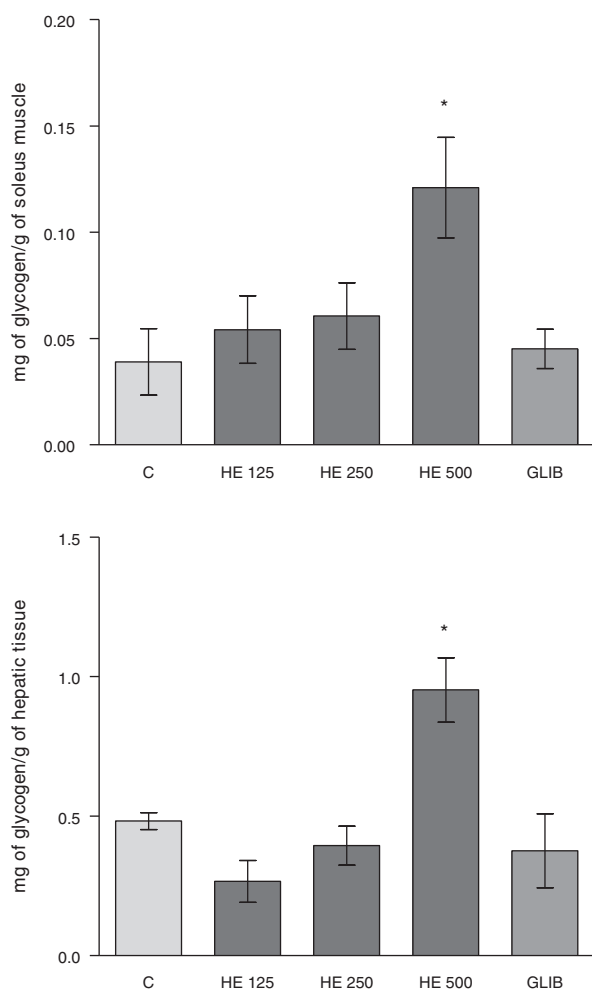 mg of glycogen/g of soleus muscle
0.20
0.15
0.10
0.05
0.00
*
C HE 125 HE 250 HE 500 GLIB
mg of glycogen/g of hepatic tissue
1.5
1.0
0.5
0.0
*
C HE 125 HE 250 HE 500 GLIB